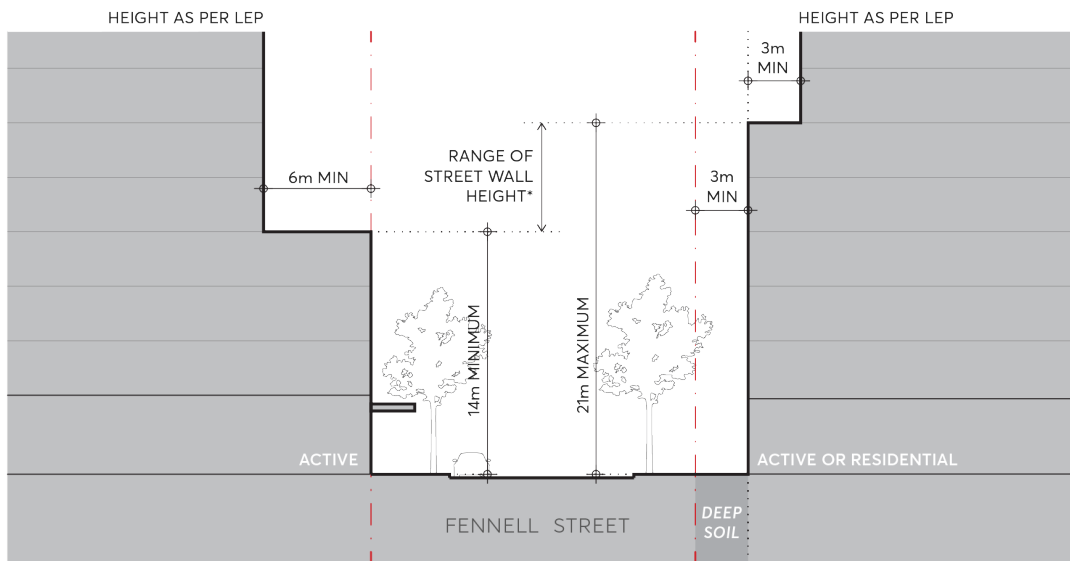 HEIGHT AS PER LEP
HEIGHT AS PER LEP
3m
MIN
RANGE OF
STREET WALL
HEIGHT*
6m MIN
3m
MIN
14m MINIMUM
21m MAXIMUM
ACTIVE
ACTIVE OR RESIDENTIAL
FENNELL STREET
DEEP
SOIL